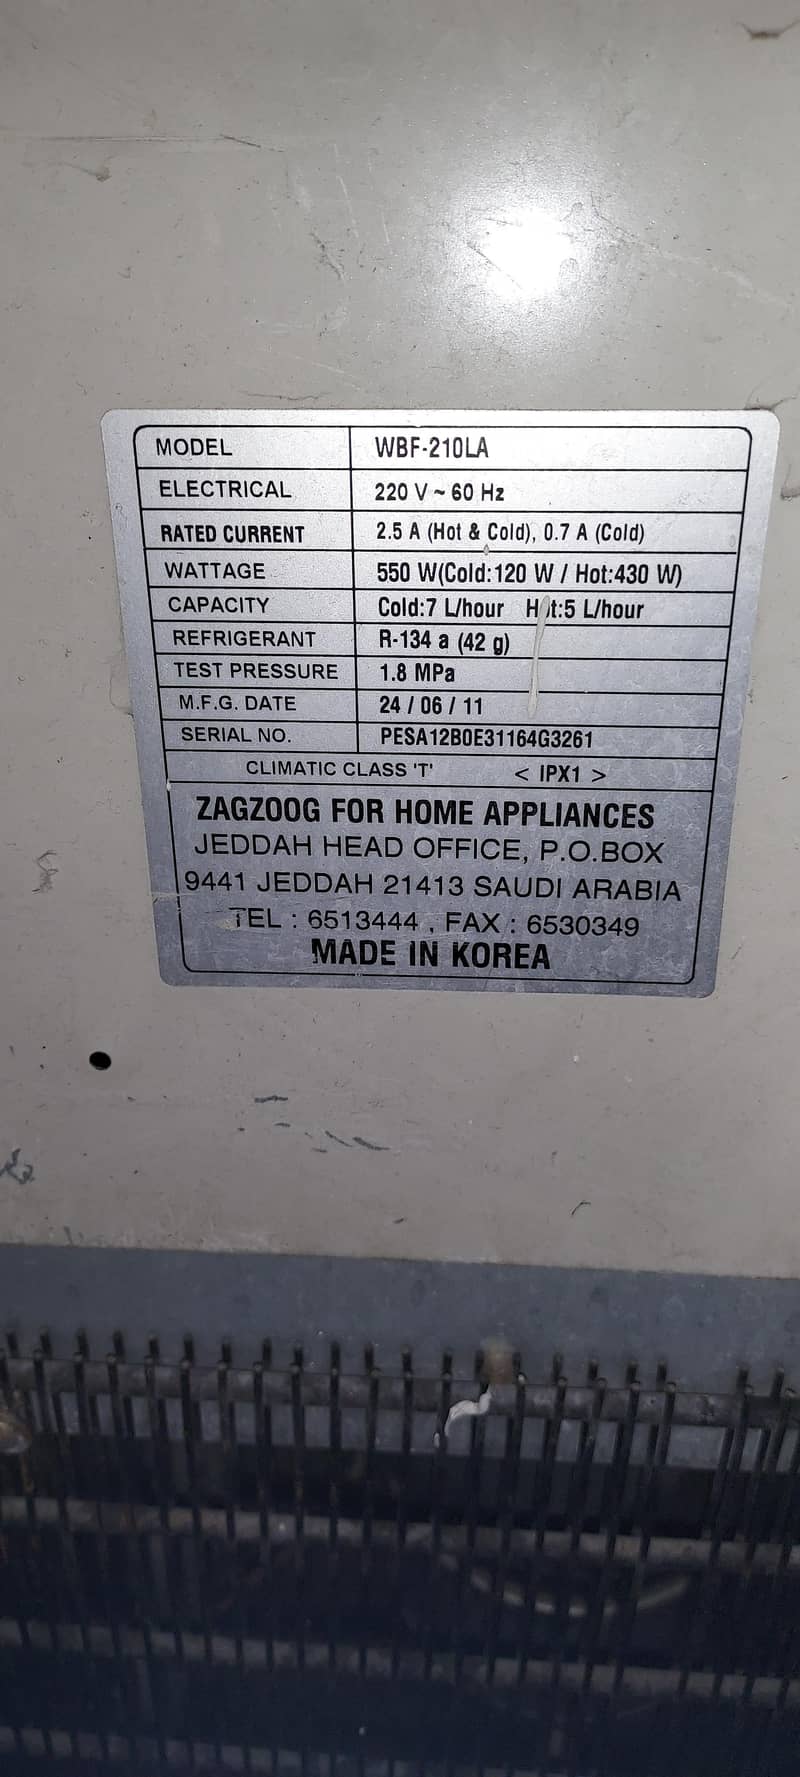 MODEL WBF-210LA
ELECTRICAL 220 V ~ 60 Hz
RATED CURRENT 2.5 A (Hot & Cold), 0.7 A (Cold)
WATTAGE 550 W(Cold:120 W / Hot:430 W)
CAPACITY Cold:7 L/hour Hot:5 L/hour
REFRIGERANT R-134 a (42 g)
TEST PRESSURE 1.8 MPa
M.F.G. DATE 24 / 06 / 11
SERIAL NO. PESA12B0E31164G3261
CLIMATIC CLASS 'T' < IPX1 >
ZAGZOOG FOR HOME APPLIANCES
JEDDAH HEAD OFFICE, P.O.BOX
9441 JEDDAH 21413 SAUDI ARABIA
TEL : 6513444 , FAX : 6530349
MADE IN KOREA